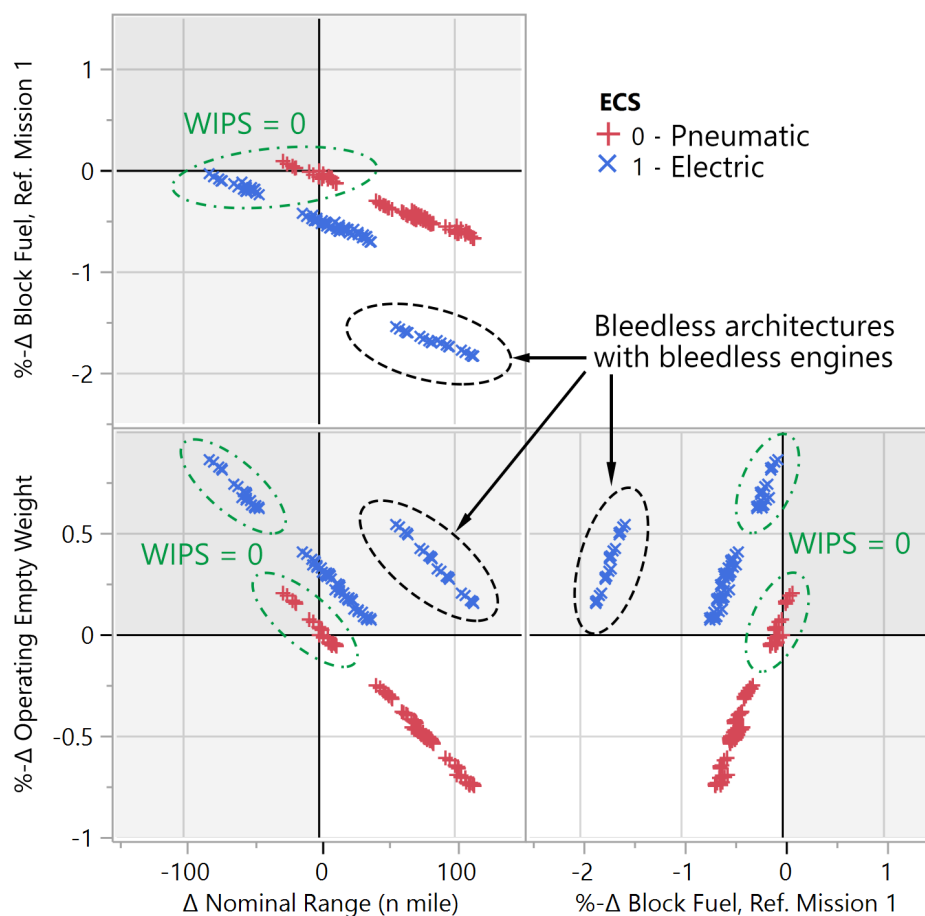 %-Δ Block Fuel, Ref. Mission 1
1
0
-1
-2
WIPS = 0
ECS
0 - Pneumatic
1 - Electric
Bleedless architectures
with bleedless engines
%-Δ Operating Empty Weight
0.5
0
-0.5
-1
WIPS = 0
WIPS = 0
WIPS = 0
-100
0
100
-2
-1
0
Δ Nominal Range (n mile)
%-Δ Block Fuel, Ref. Mission 1